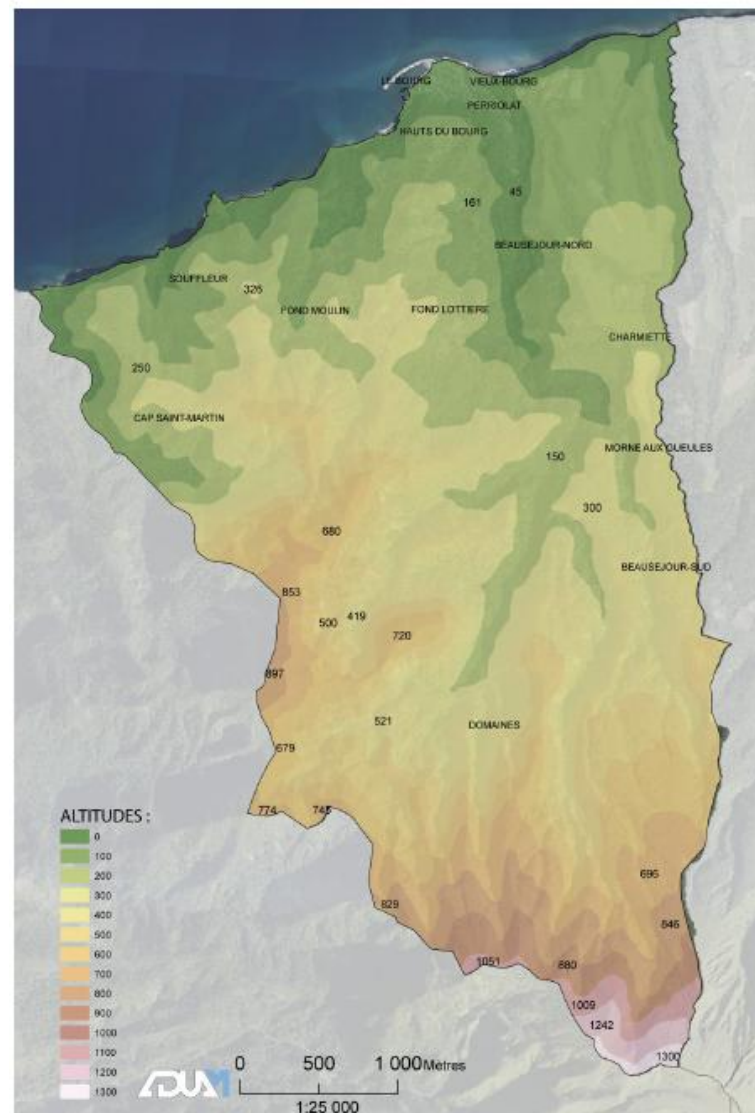 LE BOURG
VIEUX-BOURG
PERRIOLAT
HAUTS DU BOURG
45
161
BEAUSEJOUR-NORD
SOUFFLEUR
326
FOND MOULIN
FOND LOTTIERE
CHARMIETTE
250
CAP SAINT-MARTIN
MORNE AUX GUEULES
150
300
680
BEAUSEJOUR-SUD
853
419
500
720
897
521
DOMAINES
679
774
745
ALTITUDES :
0
100
200
300
400
500
600
700
800
900
1000
1100
1200
1300
695
829
846
1051
880
1009
1242
1300
ADUAM
0 500 1 000 Mètres
1:25 000